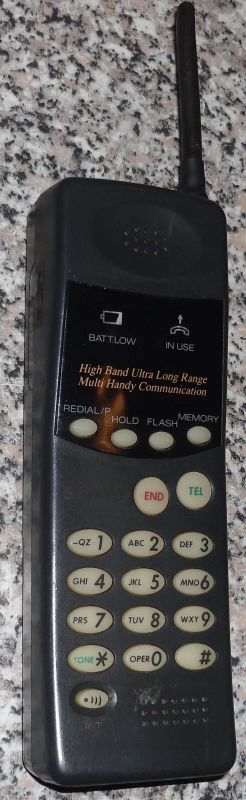 BATT.LOW IN USE
High Band Ultra Long Range
Multi Handy Communication
REDIAL/P HOLD FLASH MEMORY
END TEL
-QZ 1 ABC 2 DEF 3
GHI 4 JKL 5 MNO 6
PRS 7 TUV 8 WXY 9
TONE * OPER 0 #